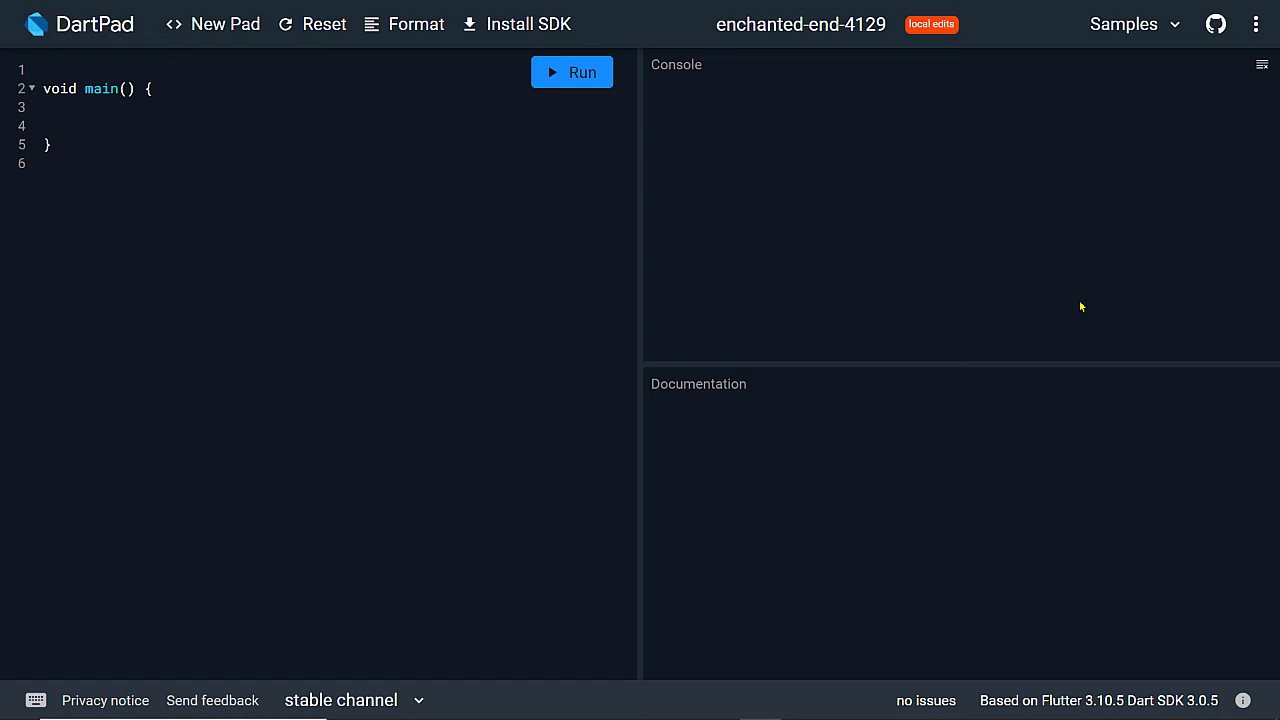 DartPad <> New Pad Reset Format Install SDK enchanted-end-4129 local edits Samples
1
2 void main() {
3
4
5 }
6
Run
Console
Documentation
Privacy notice Send feedback stable channel no issues Based on Flutter 3.10.5 Dart SDK 3.0.5